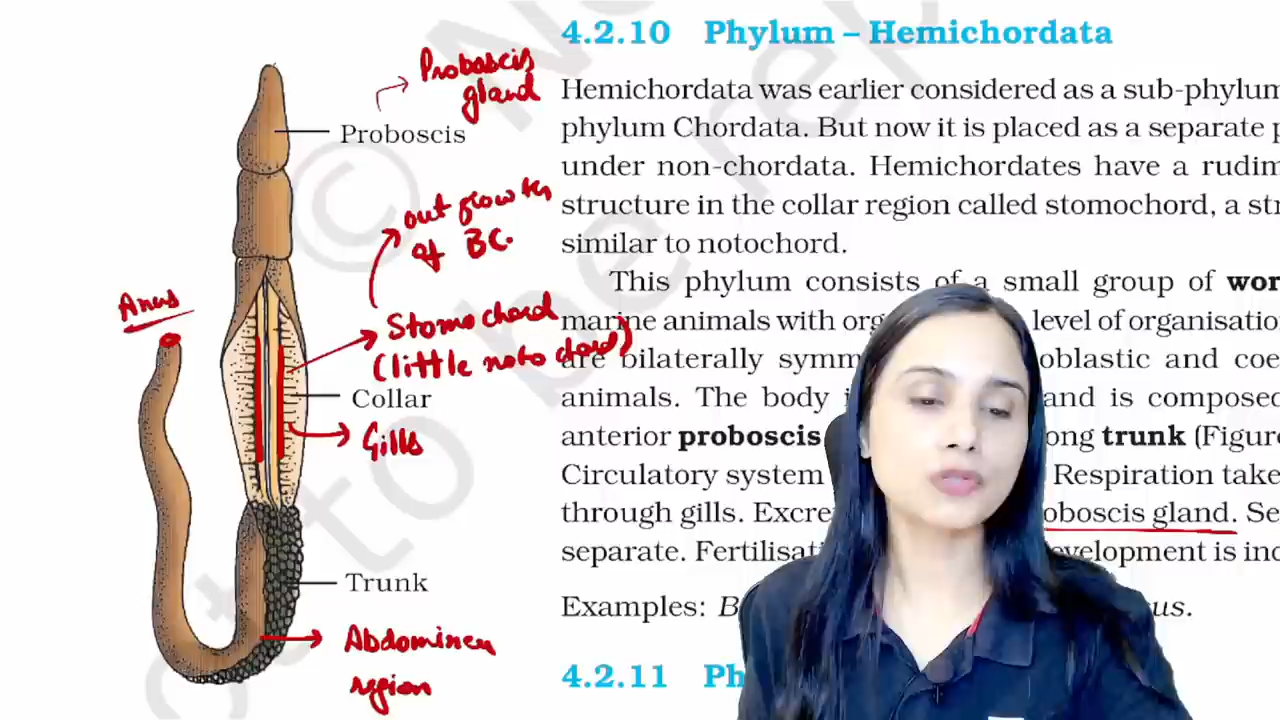 4.2.10 Phylum – Hemichordata
Hemichordata was earlier considered as a sub-phylum
phylum Chordata. But now it is placed as a separate p
under non-chordata. Hemichordates have a rudim
structure in the collar region called stomochord, a str
similar to notochord.
This phylum consists of a small group of wor
marine animals with org level of organisatio
are bilaterally symm oblastic and coe
animals. The body i and is composed
anterior proboscis ong trunk (Figure
Circulatory system Respiration take
through gills. Excre oboscis gland. Se
separate. Fertilisati evelopment is ind
Examples: B us.
4.2.11 Ph
Proboscis
gland
Proboscis
out growth
of BC.
Anus
Stomochord
(little notochord)
Collar
Gills
Trunk
Abdominen
region